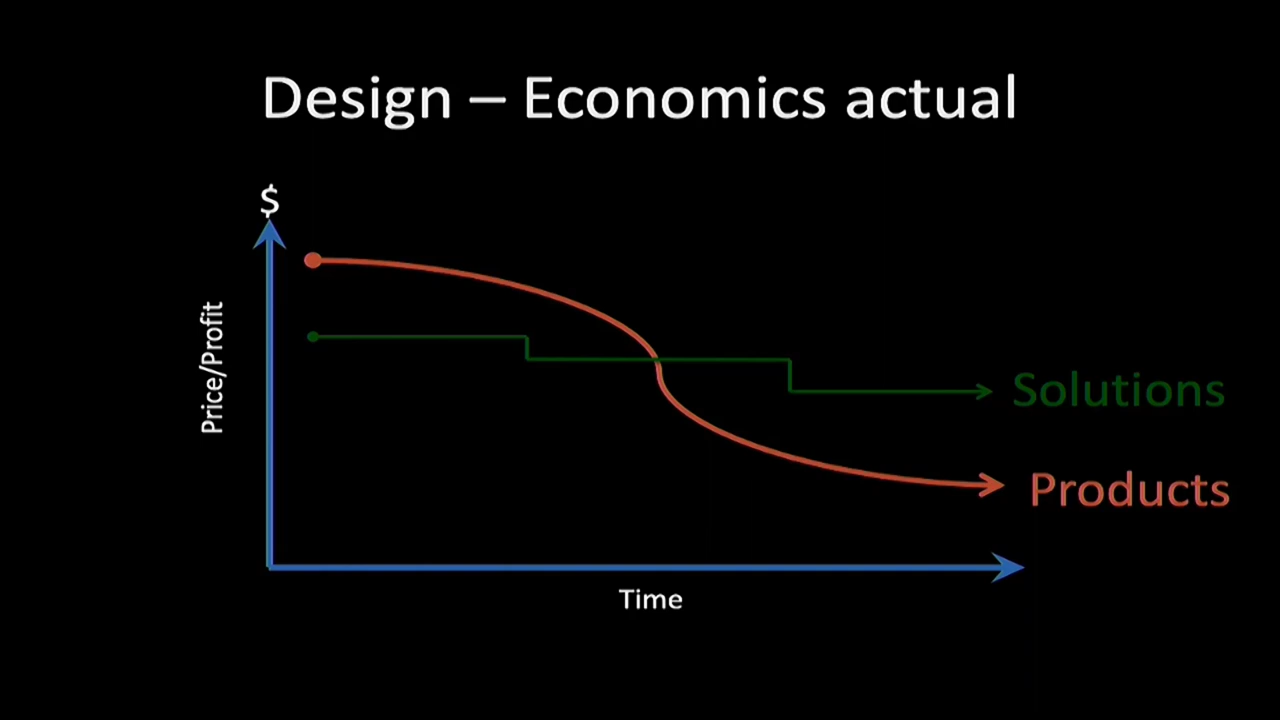 Design – Economics actual
$
Price/Profit
Solutions
Products
Time